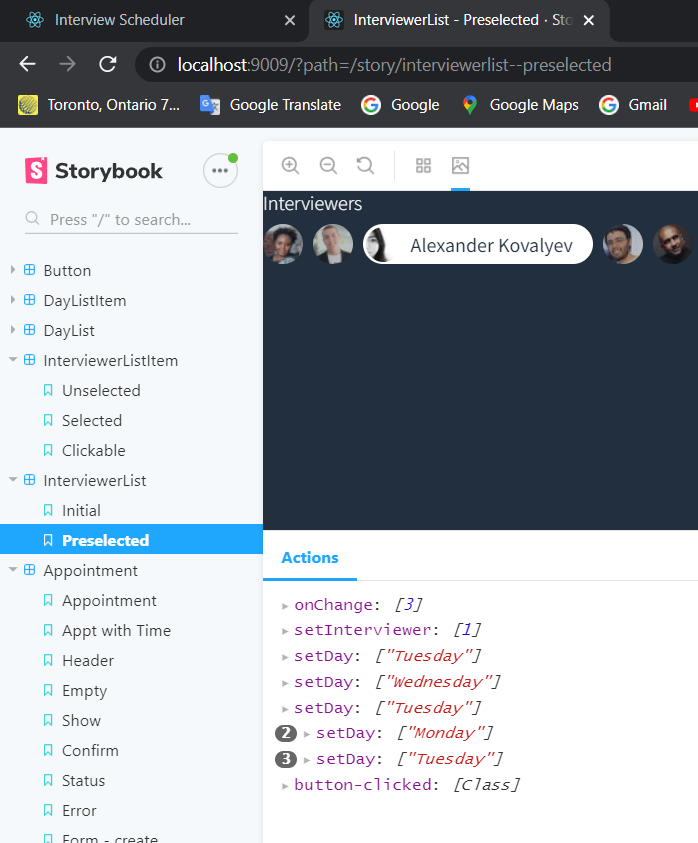 Interview Scheduler
InterviewerList - Preselected · Sto
localhost:9009/?path=/story/interviewerlist--preselected
Toronto, Ontario 7... Google Translate Google Google Maps Gmail
Storybook
Press "/" to search...
Interviewers
Alexander Kovalyev
Button
DayListItem
DayList
InterviewerListItem
Unselected
Selected
Clickable
InterviewerList
Initial
Preselected
Appointment
Appointment
Appt with Time
Header
Empty
Show
Confirm
Status
Error
Form - create
Actions
onChange: [3]
setInterviewer: [1]
setDay: ["Tuesday"]
setDay: ["Wednesday"]
setDay: ["Tuesday"]
2 setDay: ["Monday"]
3 setDay: ["Tuesday"]
button-clicked: [Class]